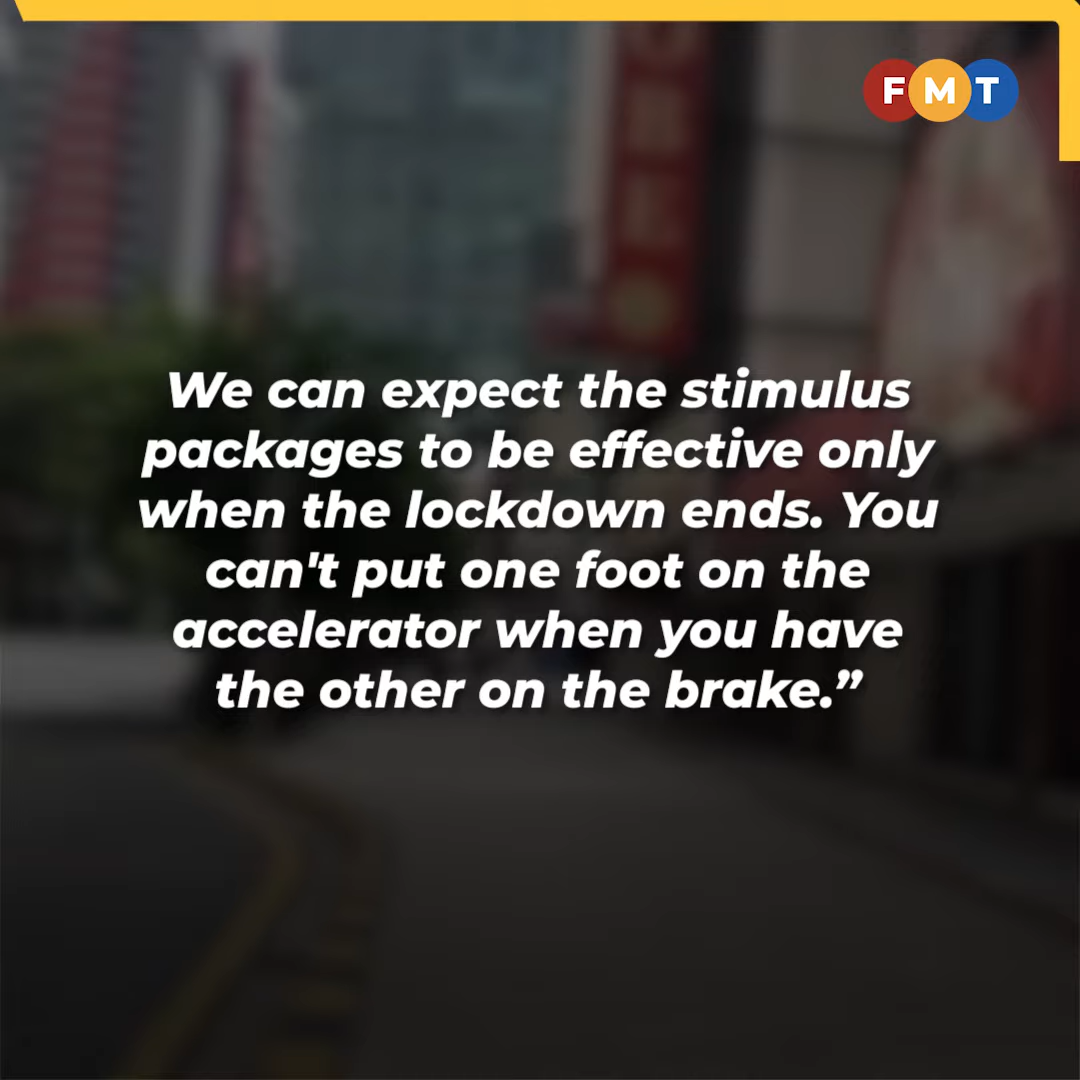 FMT
We can expect the stimulus
packages to be effective only
when the lockdown ends. You
can't put one foot on the
accelerator when you have
the other on the brake.”